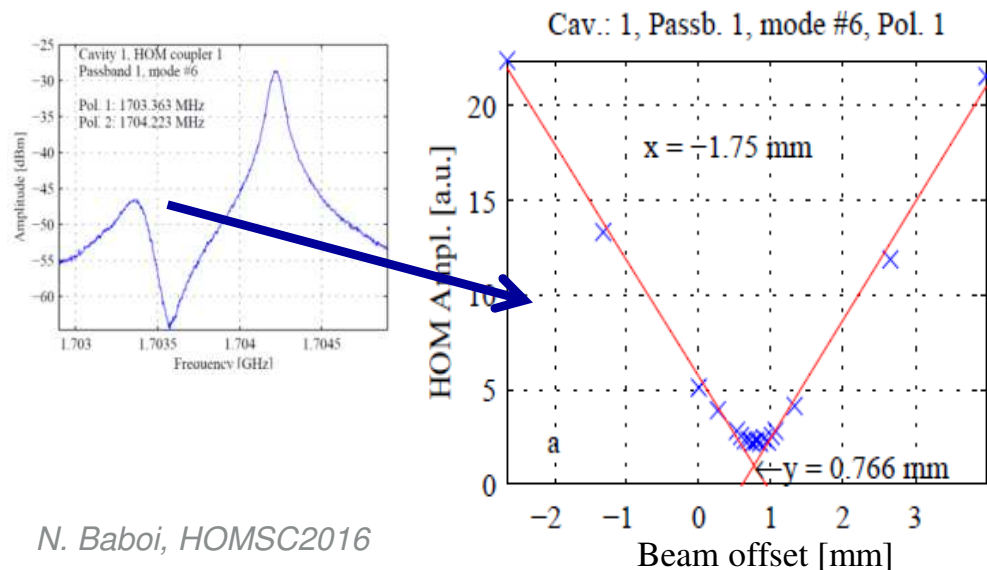 Cav.: 1, Passb. 1, mode #6, Pol. 1
−25
−30
−35
−40
−45
−50
−55
−60
Amplitude [dBm]
Cavity 1, HOM coupler 1
Passband 1, mode #6
Pol. 1: 1703.363 MHz
Pol. 2: 1704.223 MHz
1.703
1.7035
1.704
1.7045
Frequency [GHz]
20
15
10
5
0
HOM Ampl. [a.u.]
x = −1.75 mm
a
←y = 0.766 mm
−2
−1
0
1
2
3
Beam offset [mm]
N. Baboi, HOMSC2016